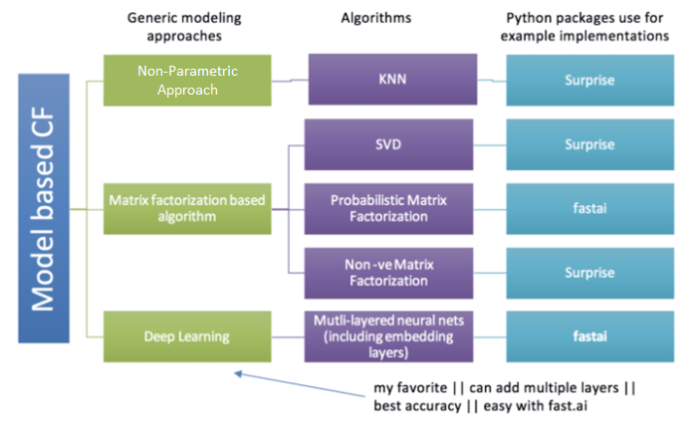 Generic modeling
approaches
Algorithms
Python packages use for
example implementations
Model based CF
Non-Parametric
Approach
KNN
Surprise
Matrix factorization based
algorithm
SVD
Surprise
Probabilistic Matrix
Factorization
fastai
Non -ve Matrix
Factorization
Surprise
Deep Learning
Mutli-layered neural nets
(including embedding
layers)
fastai
my favorite || can add multiple layers ||
best accuracy || easy with fast.ai